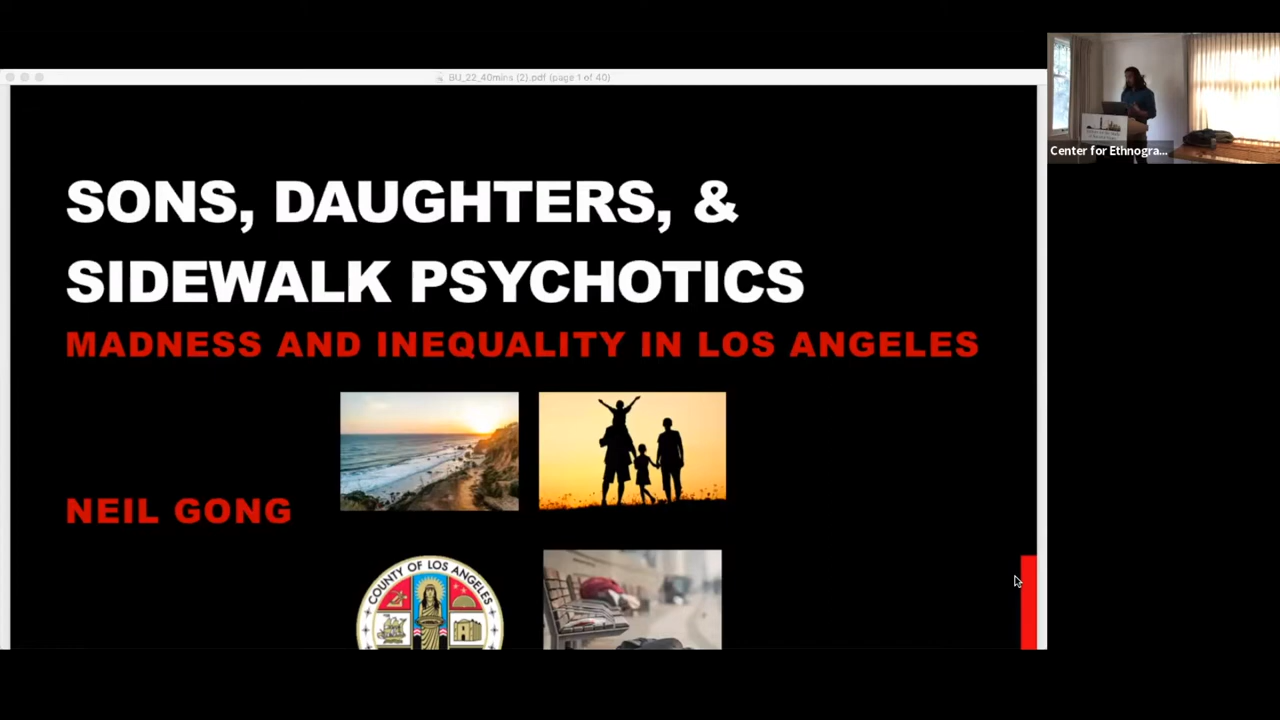 BU_22_40mins (2).pdf (page 1 of 40)
SONS, DAUGHTERS, &
SIDEWALK PSYCHOTICS
MADNESS AND INEQUALITY IN LOS ANGELES
NEIL GONG
COUNTY OF LOS ANGELES
Center for Ethnogra...